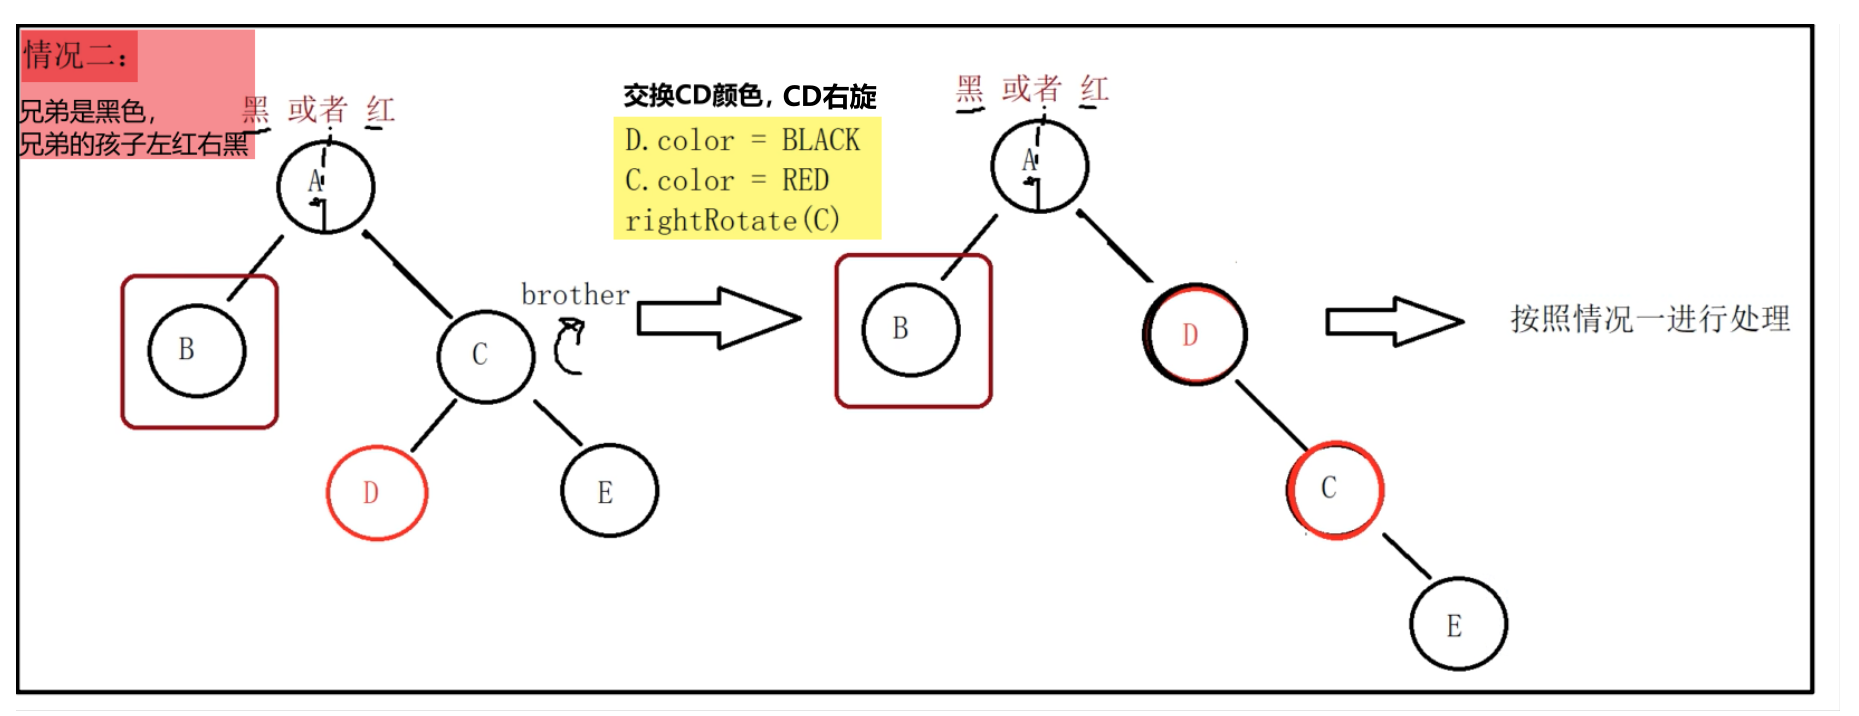 情况二：
兄弟是黑色，
兄弟的孩子左红右黑
黑 或者 红
A
B
C
brother
D
E
交换CD颜色，CD右旋
D.color = BLACK
C.color = RED
rightRotate(C)
黑 或者 红
A
B
D
C
E
按照情况一进行处理